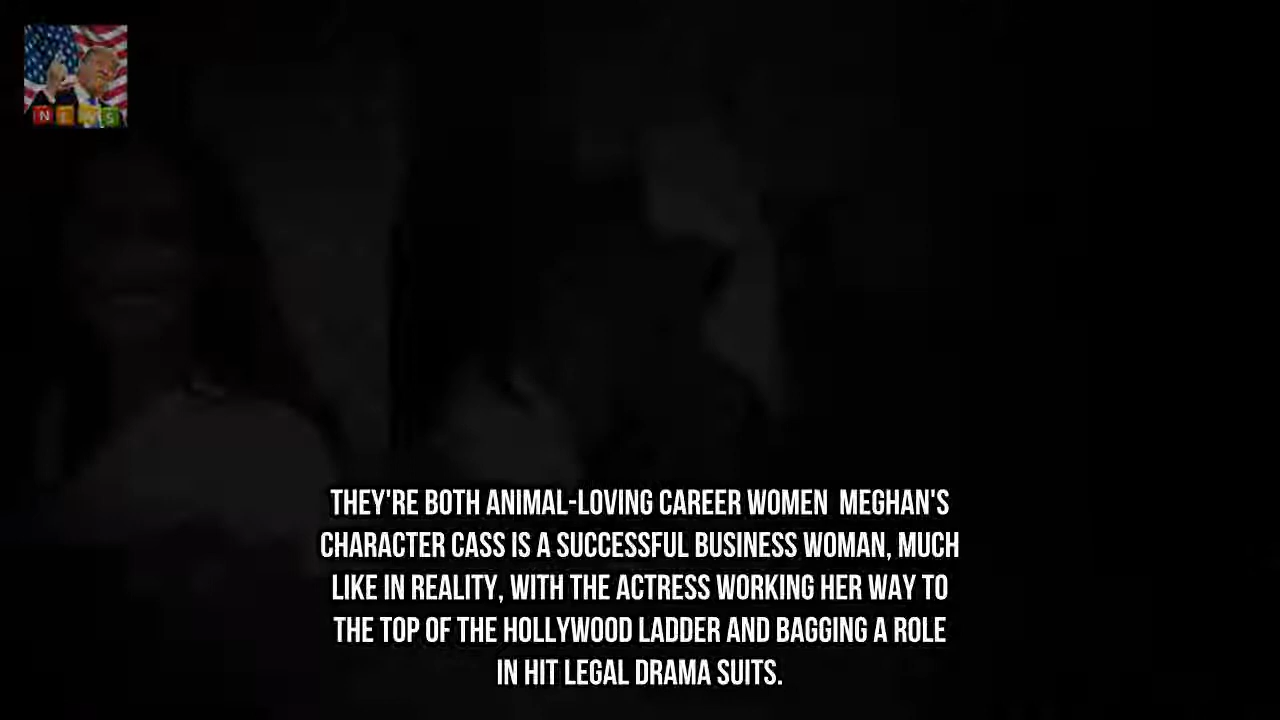 NEWS
THEY'RE BOTH ANIMAL-LOVING CAREER WOMEN  MEGHAN'S
CHARACTER CASS IS A SUCCESSFUL BUSINESS WOMAN, MUCH
LIKE IN REALITY, WITH THE ACTRESS WORKING HER WAY TO
THE TOP OF THE HOLLYWOOD LADDER AND BAGGING A ROLE
IN HIT LEGAL DRAMA SUITS.